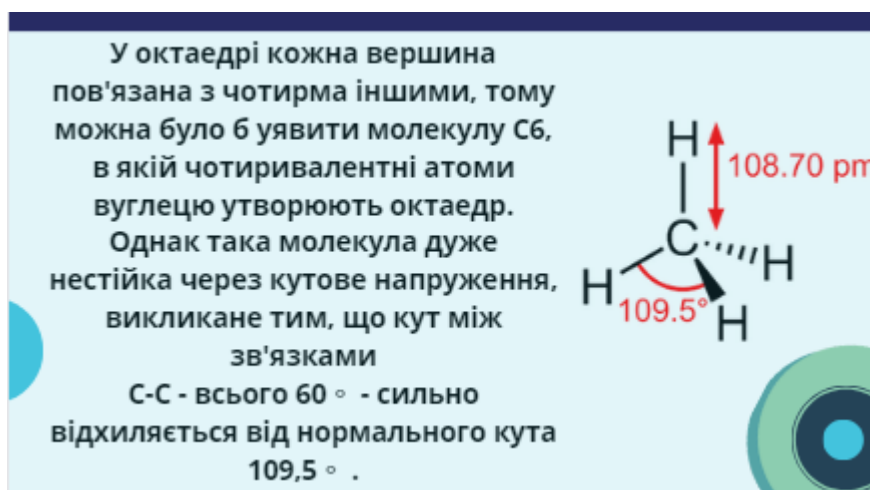 У октаедрі кожна вершина
пов'язана з чотирма іншими, тому
можна було б уявити молекулу С6,
в якій чотиривалентні атоми
вуглецю утворюють октаедр.
Однак така молекула дуже
нестійка через кутове напруження,
викликане тим, що кут між
зв'язками
С-С - всього 60 ◦ - сильно
відхиляється від нормального кута
109,5 ◦ .
H
108.70 pm
C
H
H
109.5°
H